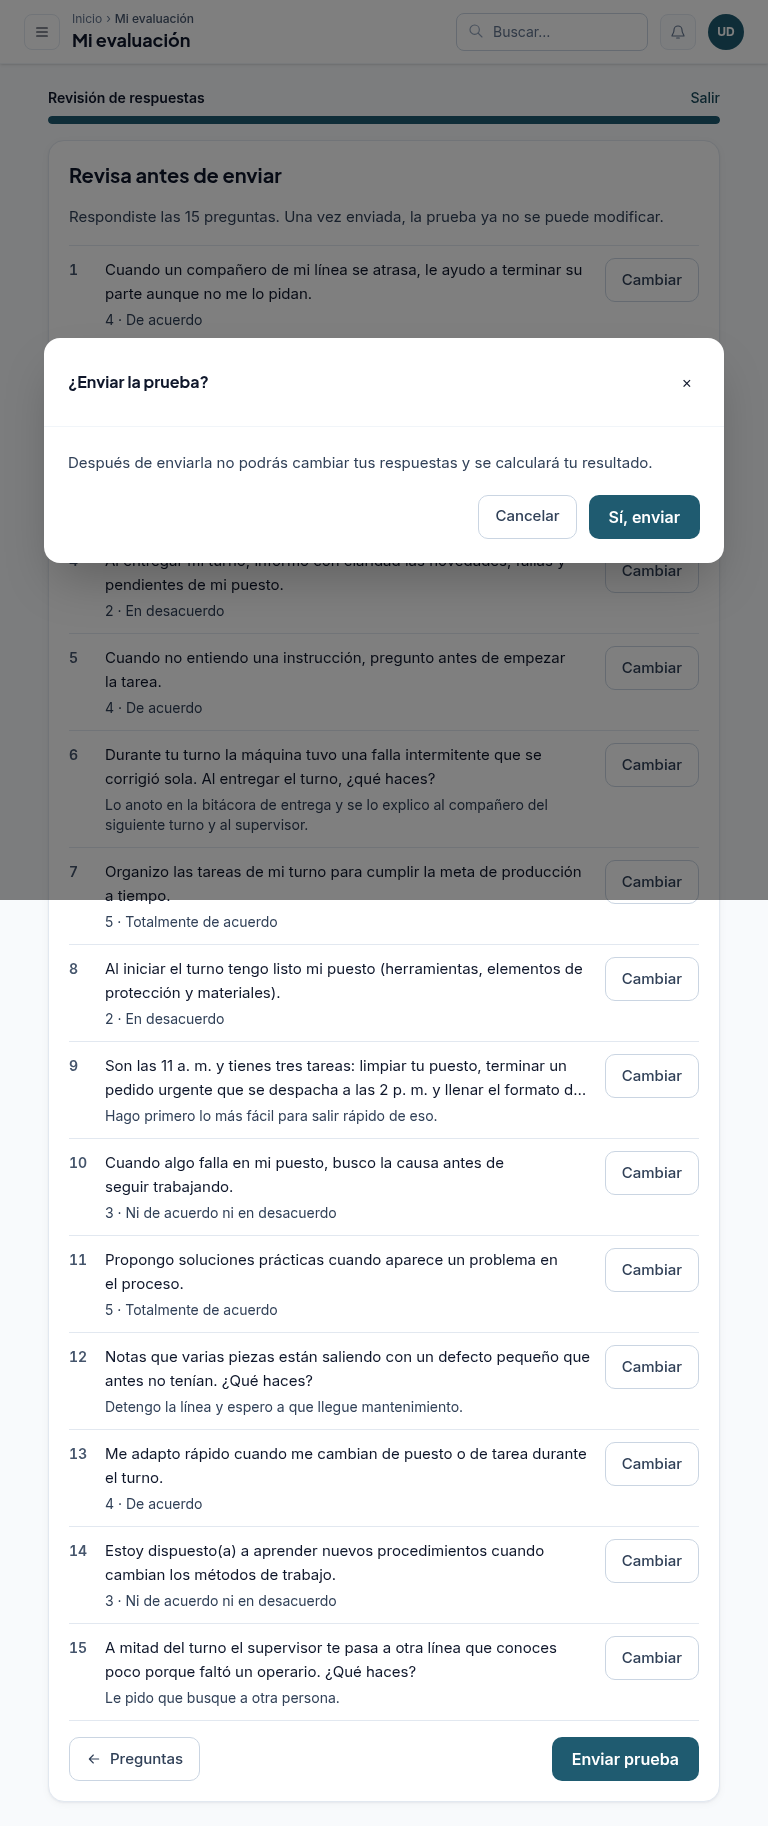 Inicio › Mi evaluación
Mi evaluación
Buscar...
UD
Revisión de respuestas
Salir
Revisa antes de enviar
Respondiste las 15 preguntas. Una vez enviada, la prueba ya no se puede modificar.
1
Cuando un compañero de mi línea se atrasa, le ayudo a terminar su
parte aunque no me lo pidan.
4 · De acuerdo
Cambiar
¿Enviar la prueba?
×
Después de enviarla no podrás cambiar tus respuestas y se calculará tu resultado.
Cancelar
Sí, enviar
4
Al entregar mi turno, informo con claridad las novedades, fallas y
pendientes de mi puesto.
2 · En desacuerdo
Cambiar
5
Cuando no entiendo una instrucción, pregunto antes de empezar
la tarea.
4 · De acuerdo
Cambiar
6
Durante tu turno la máquina tuvo una falla intermitente que se
corrigió sola. Al entregar el turno, ¿qué haces?
Lo anoto en la bitácora de entrega y se lo explico al compañero del
siguiente turno y al supervisor.
Cambiar
7
Organizo las tareas de mi turno para cumplir la meta de producción
a tiempo.
5 · Totalmente de acuerdo
Cambiar
8
Al iniciar el turno tengo listo mi puesto (herramientas, elementos de
protección y materiales).
2 · En desacuerdo
Cambiar
9
Son las 11 a. m. y tienes tres tareas: limpiar tu puesto, terminar un
pedido urgente que se despacha a las 2 p. m. y llenar el formato d...
Hago primero lo más fácil para salir rápido de eso.
Cambiar
10
Cuando algo falla en mi puesto, busco la causa antes de
seguir trabajando.
3 · Ni de acuerdo ni en desacuerdo
Cambiar
11
Propongo soluciones prácticas cuando aparece un problema en
el proceso.
5 · Totalmente de acuerdo
Cambiar
12
Notas que varias piezas están saliendo con un defecto pequeño que
antes no tenían. ¿Qué haces?
Detengo la línea y espero a que llegue mantenimiento.
Cambiar
13
Me adapto rápido cuando me cambian de puesto o de tarea durante
el turno.
4 · De acuerdo
Cambiar
14
Estoy dispuesto(a) a aprender nuevos procedimientos cuando
cambian los métodos de trabajo.
3 · Ni de acuerdo ni en desacuerdo
Cambiar
15
A mitad del turno el supervisor te pasa a otra línea que conoces
poco porque faltó un operario. ¿Qué haces?
Le pido que busque a otra persona.
Cambiar
← Preguntas
Enviar prueba